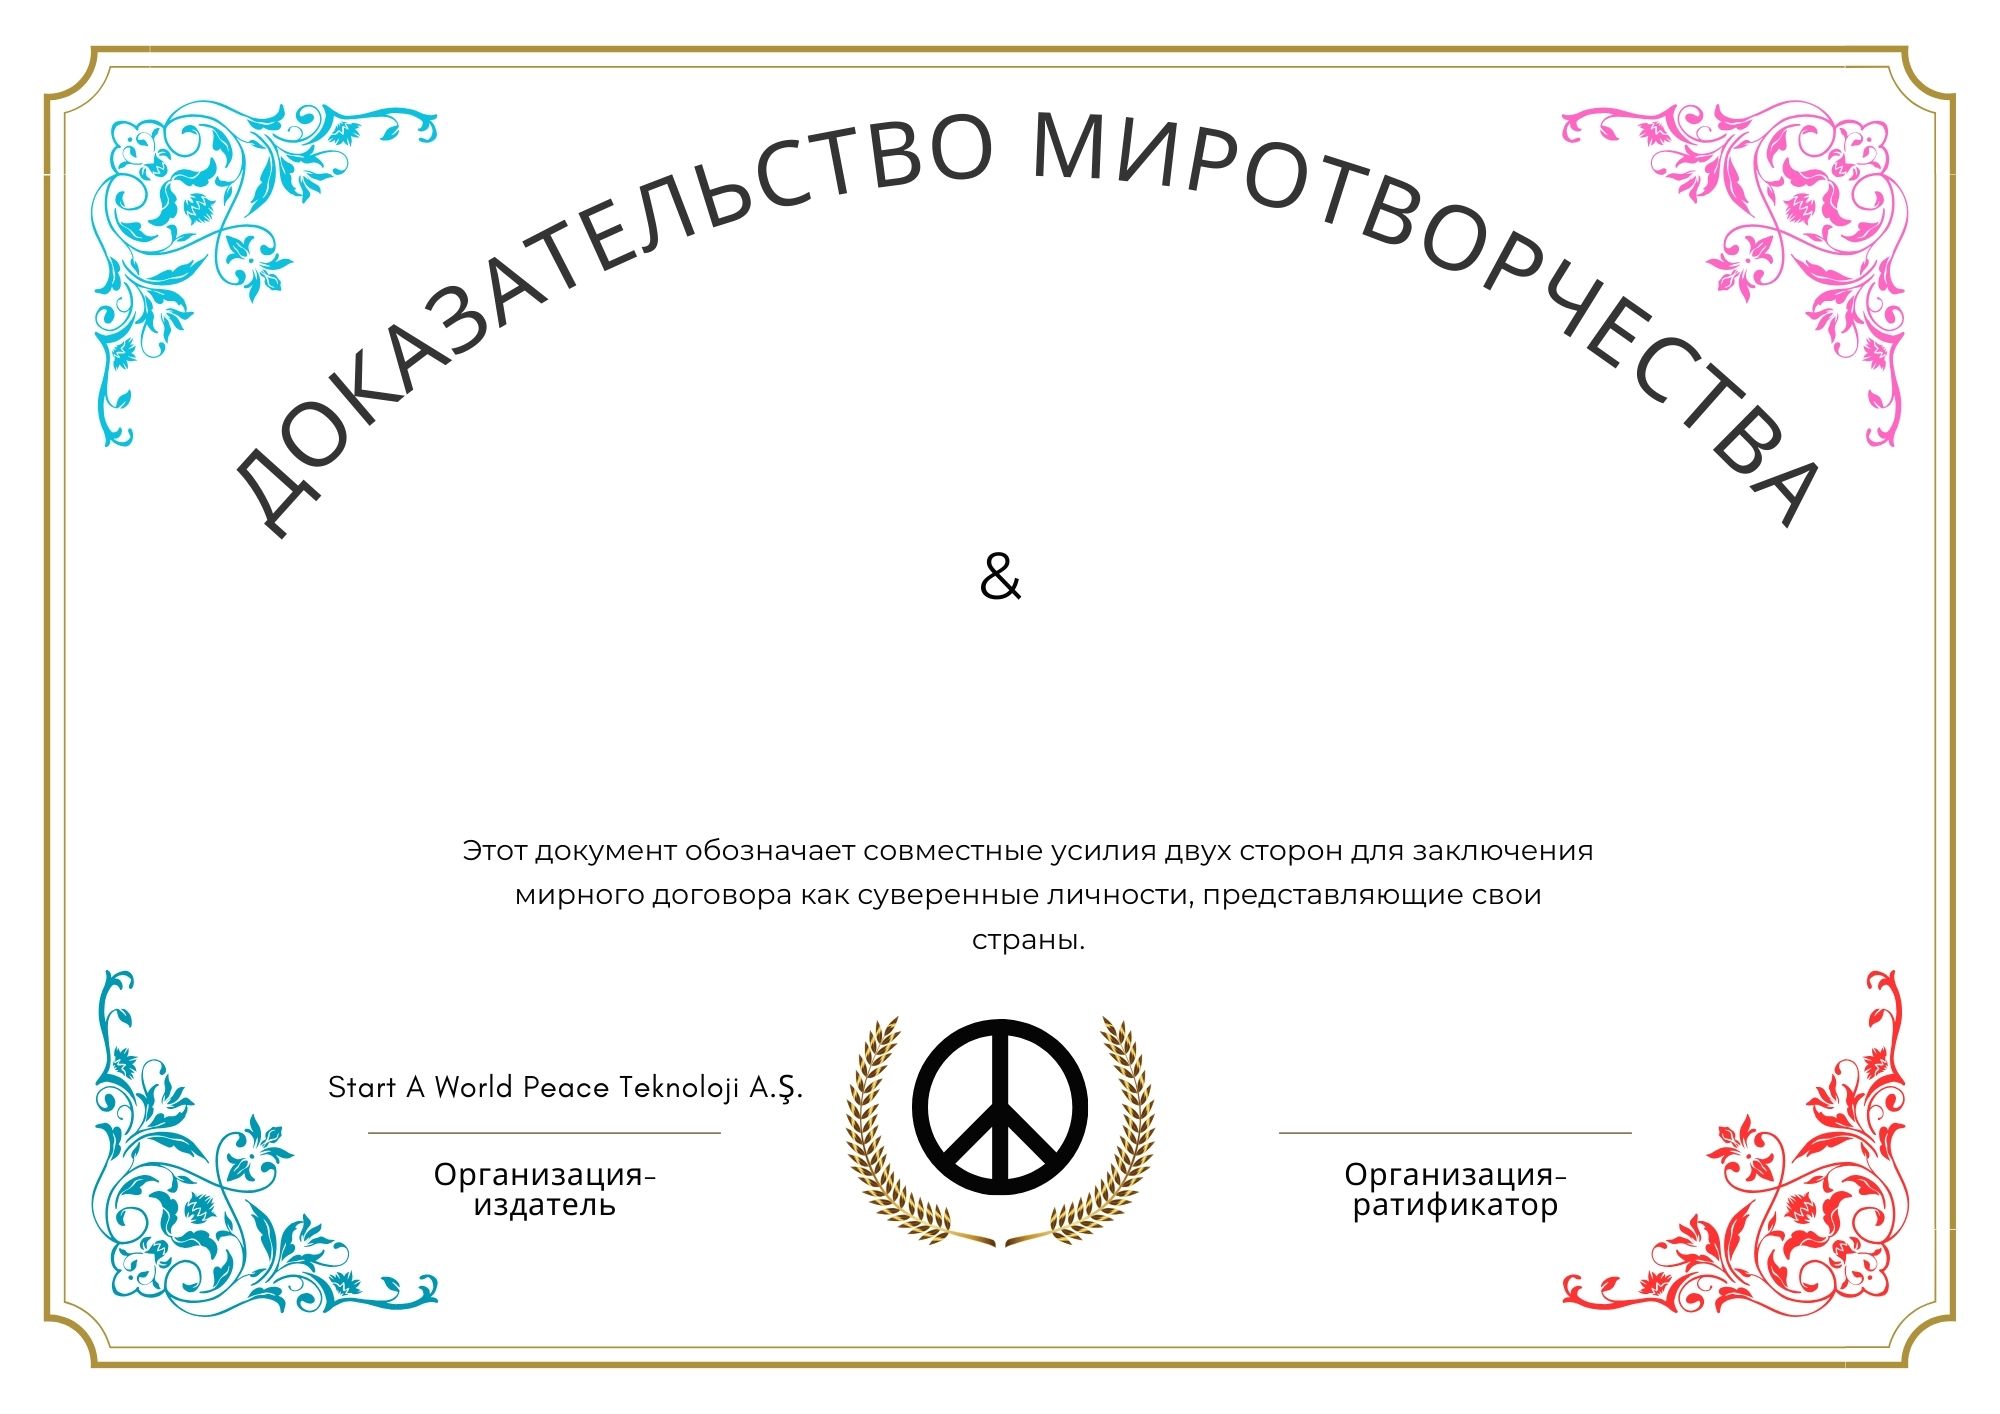 ДОКАЗАТЕЛЬСТВО МИРОТВОРЧЕСТВА
&
Этот документ обозначает совместные усилия двух сторон для заключения
мирного договора как суверенные личности, представляющие свои
страны.
Start A World Peace Teknoloji A.Ş.
Организация-
издатель
Организация-
ратификатор